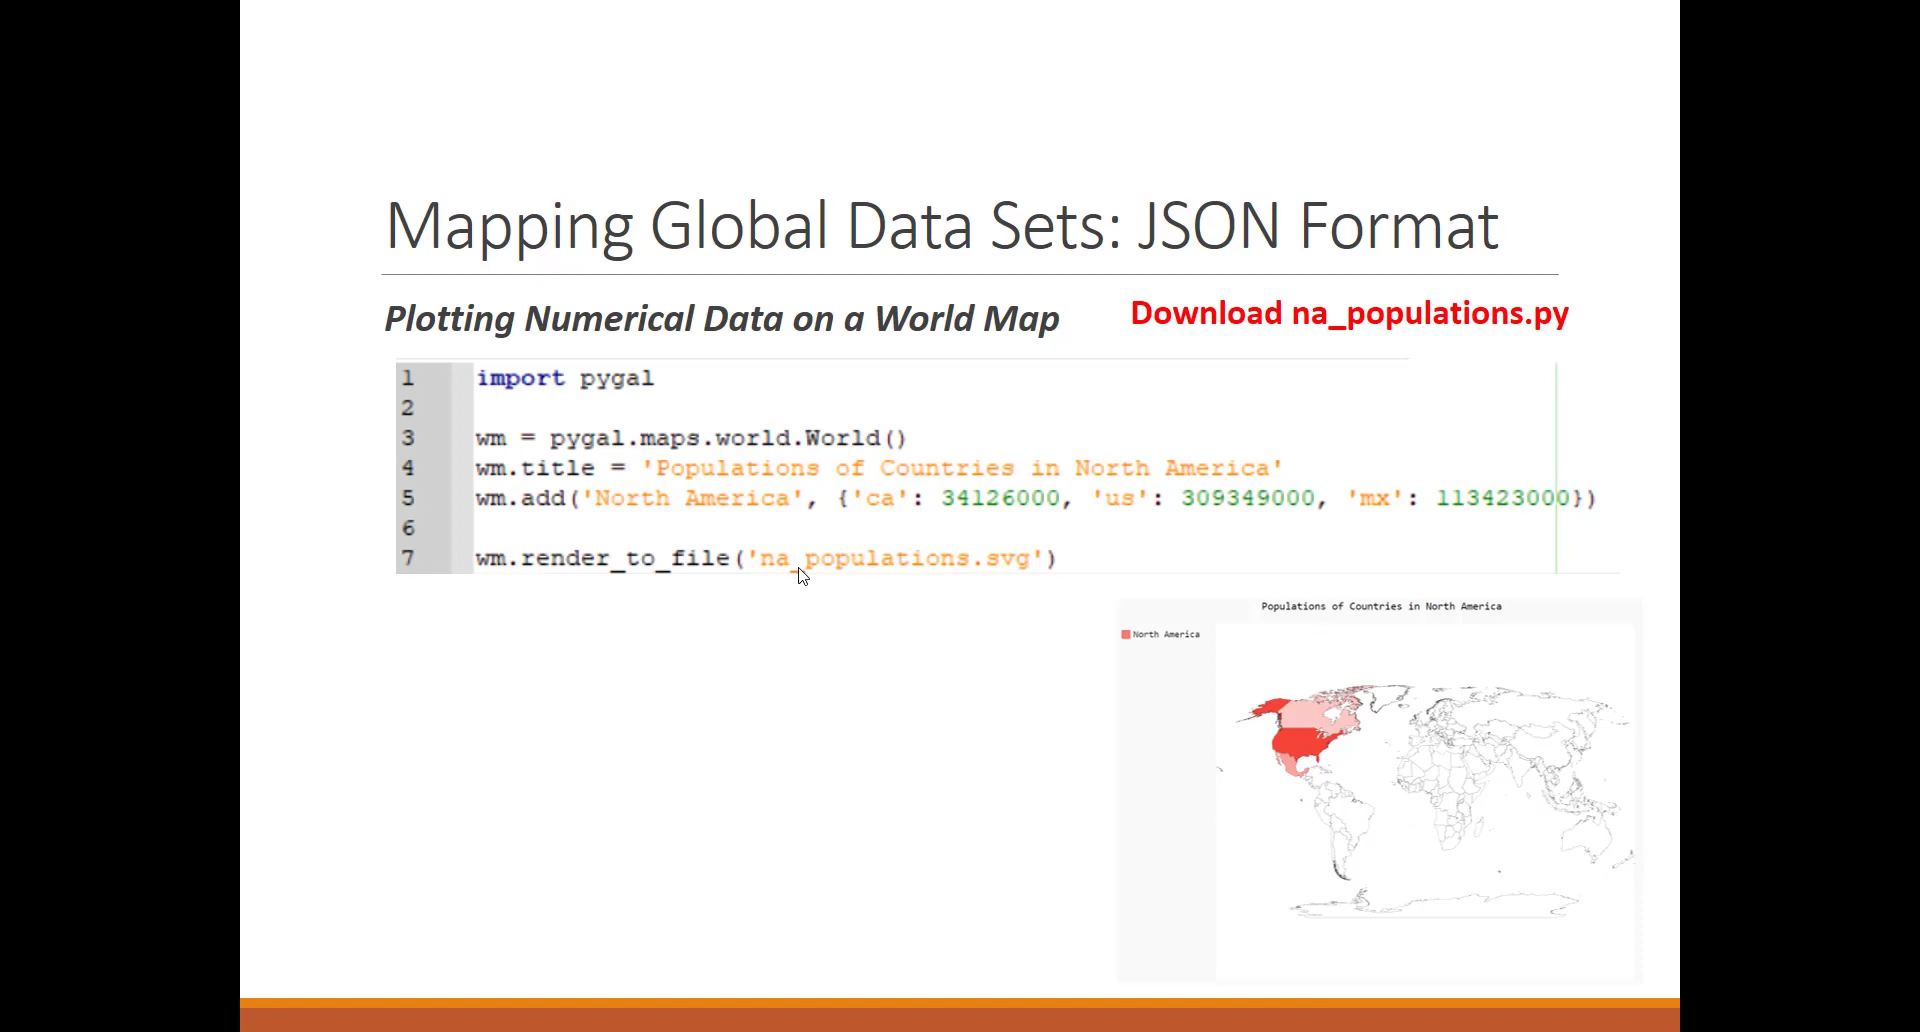 Mapping Global Data Sets: JSON Format
Plotting Numerical Data on a World Map
Download na_populations.py
1 import pygal
2
3 wm = pygal.maps.world.World()
4 wm.title = 'Populations of Countries in North America'
5 wm.add('North America', {'ca': 34126000, 'us': 309349000, 'mx': 113423000})
6
7 wm.render_to_file('na_populations.svg')
Populations of Countries in North America
North America